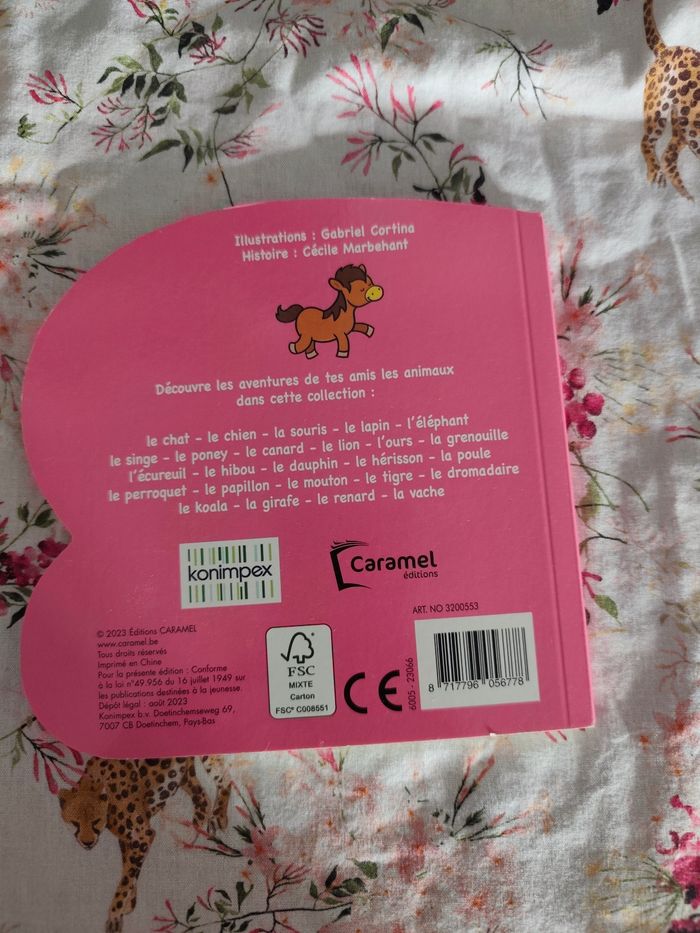 Illustrations : Gabriel Cortina
Histoire : Cécile Marbehant
Découvre les aventures de tes amis les animaux
dans cette collection :
le chat - le chien - la souris - le lapin - l'éléphant
le singe - le poney - le canard - le lion - l'ours - la grenouille
l'écureuil - le hibou - le dauphin - le hérisson - la poule
le perroquet - le papillon - le mouton - le tigre - le dromadaire
le koala - la girafe - le renard - la vache
konimpex
Caramel
éditions
ART. NO 3200553
© 2023 Éditions CARAMEL
www.caramel.be
Tous droits réservés
Imprimé en Chine
Pour la présente édition : Conforme
à la loi n°49.956 du 16 juillet 1949 sur
les publications destinées à la jeunesse.
Dépôt légal : août 2023
Konimpex b.v. Doetinchemseweg 69,
7007 CB Doetinchem, Pays-Bas
FSC
MIXTE
Carton
FSC® C008551
CE
6005 - 23066
8 717796 056778